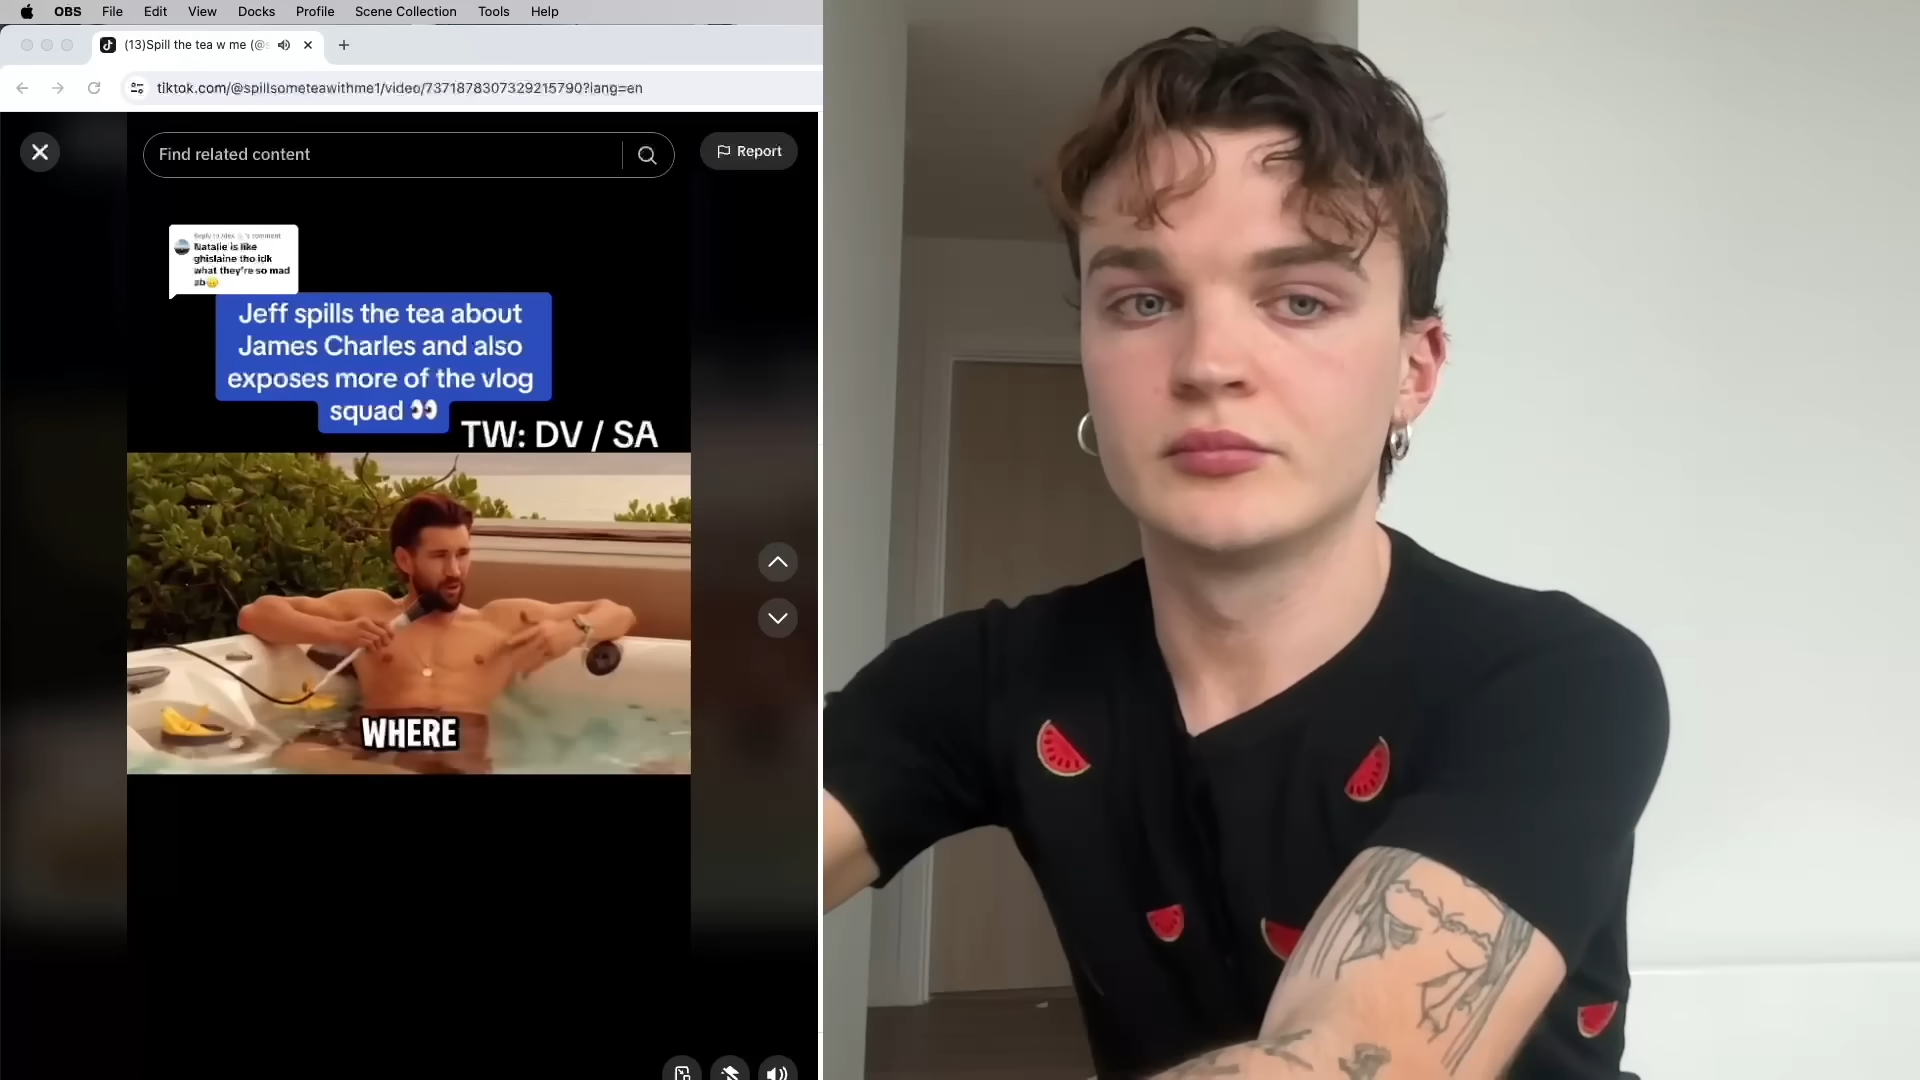 OBS File Edit View Docks Profile Scene Collection Tools Help
(13)Spill the tea w me (@s
tiktok.com/@spillsometeawithme1/video/7371878307329215790?lang=en
Find related content
Report
comment
Natalie is like
ghislaine tho idk
what they're so mad
ab
Jeff spills the tea about
James Charles and also
exposes more of the vlog
squad 👀
TW: DV / SA
WHERE